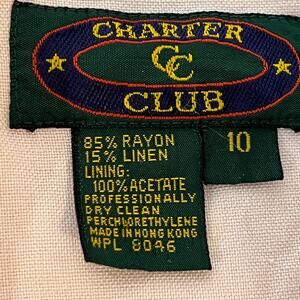 CHARTER
CC
CLUB
85% RAYON
15% LINEN
LINING:
100% ACETATE
PROFESSIONALLY
DRY CLEAN
PERCHLORETHYLENE
MADE IN HONG KONG
WPL 8046
10